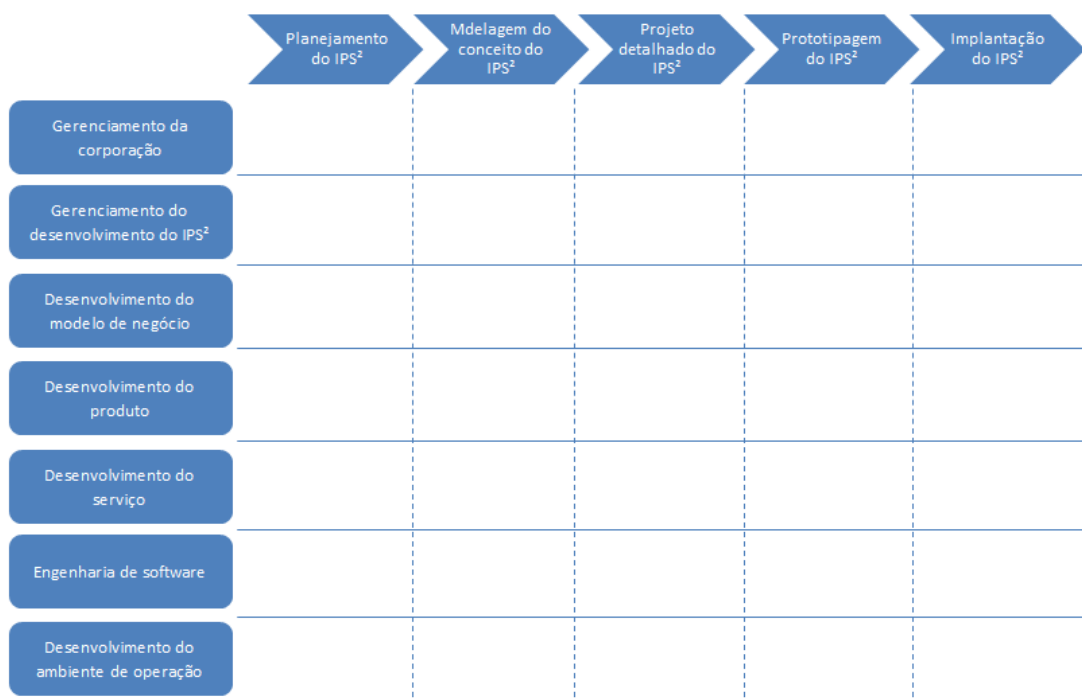 Planejamento
do IPS²
Mdelagem do
conceito do
IPS²
Projeto
detalhado do
IPS²
Prototipagem
do IPS²
Implantação
do IPS²
Gerenciamento da
corporação
Gerenciamento do
desenvolvimento do IPS²
Desenvolvimento do
modelo de negócio
Desenvolvimento do
produto
Desenvolvimento do
serviço
Engenharia de software
Desenvolvimento do
ambiente de operação